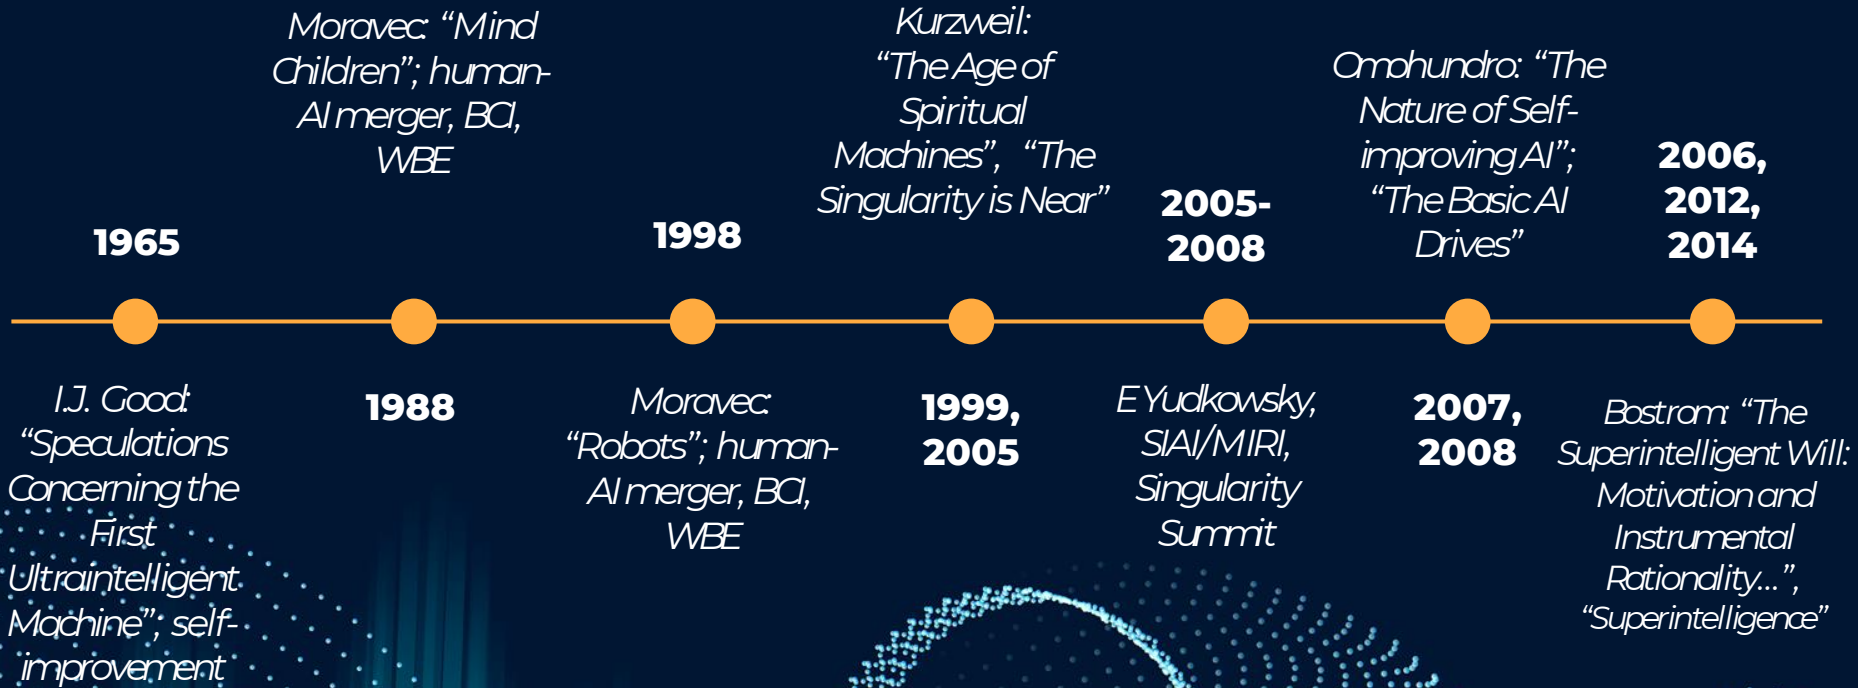 1965
I.J. Good:
“Speculations
Concerning the
First
Ultraintelligent
Machine”; self-
improvement
Moravec: “Mind
Children”; human-
AI merger, BCI,
WBE
1988
1998
Moravec:
“Robots”; human-
AI merger, BCI,
WBE
Kurzweil:
“The Age of
Spiritual
Machines”, “The
Singularity is Near”
1999,
2005
2005-
2008
E Yudkowsky,
SIAI/MIRI,
Singularity
Summit
Omohundro: “The
Nature of Self-
improving AI”;
“The Basic AI
Drives”
2007,
2008
2006,
2012,
2014
Bostrom: “The
Superintelligent Will:
Motivation and
Instrumental
Rationality...”,
“Superintelligence”